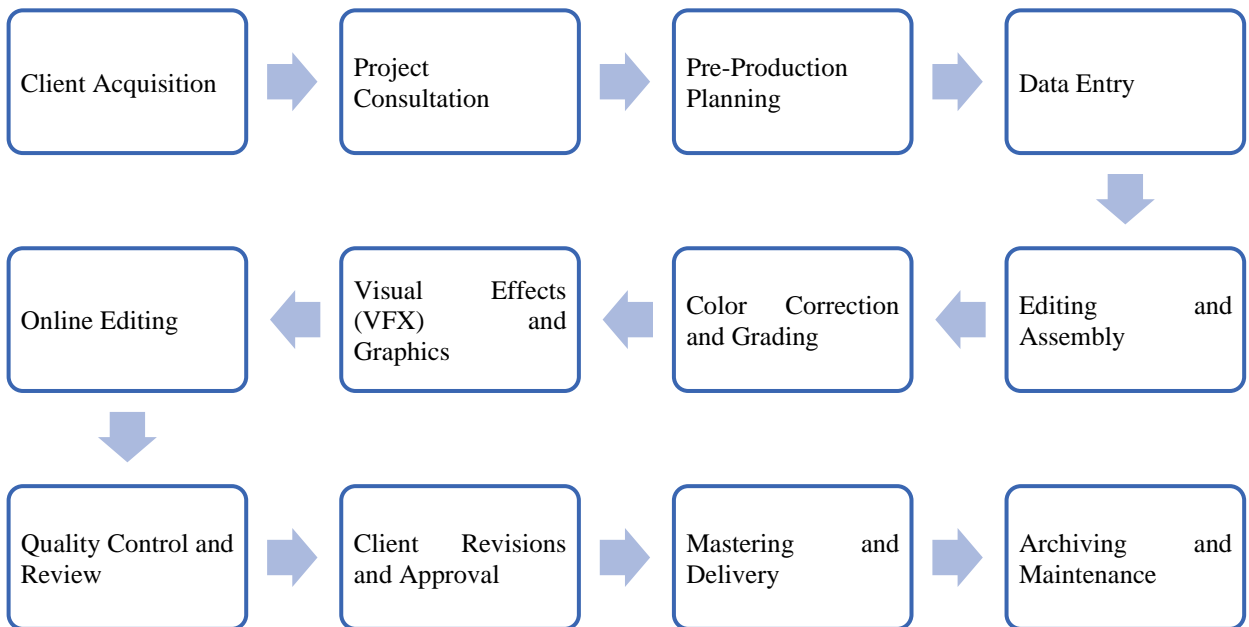 Client Acquisition
Project
Consultation
Pre-Production
Planning
Data Entry
Editing and
Assembly
Color Correction
and Grading
Visual Effects
(VFX) and
Graphics
Online Editing
Quality Control and
Review
Client Revisions
and Approval
Mastering and
Delivery
Archiving and
Maintenance